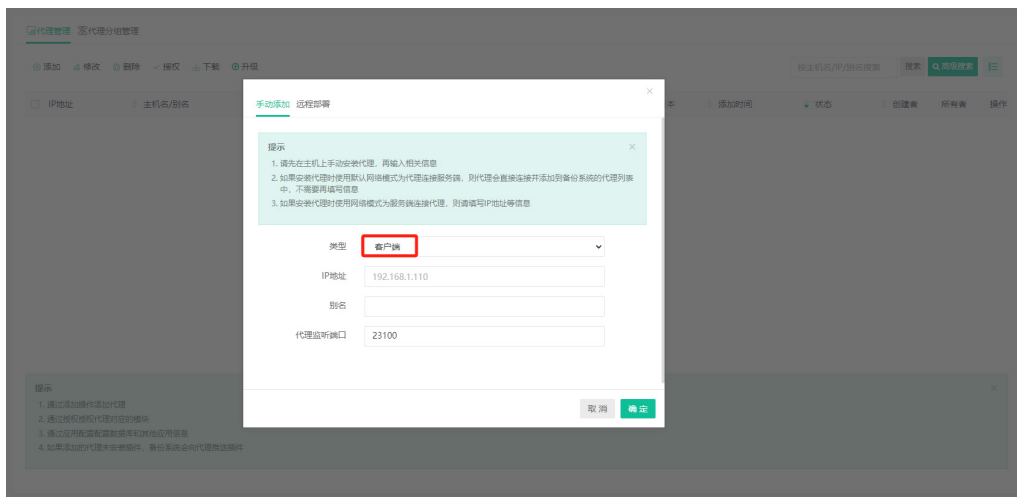 代理管理 代理分组管理
添加 修改 删除 授权 下载 升级
按主机名/IP/别名搜索 搜索 高级搜索
IP地址 主机名/别名 本 添加时间 状态 创建者 所有者 操作
手动添加 远程部署
提示
1. 请先在主机上手动安装代理，再输入相关信息
2. 如果安装代理时使用默认网络模式为代理连接服务端，则代理会直接连接并添加到备份系统的代理列表
中，不需要再填写信息
3. 如果安装代理时使用网络模式为服务端连接代理，则请填写IP地址等信息
类型 客户端
IP地址 192.168.1.110
别名
代理监听端口 23100
取消 确定
提示
1. 通过添加操作添加代理
2. 通过授权授权代理对应的模块
3. 通过应用配置配置数据库和其他应用信息
4. 如果添加的代理未安装插件，备份系统会向代理推送插件